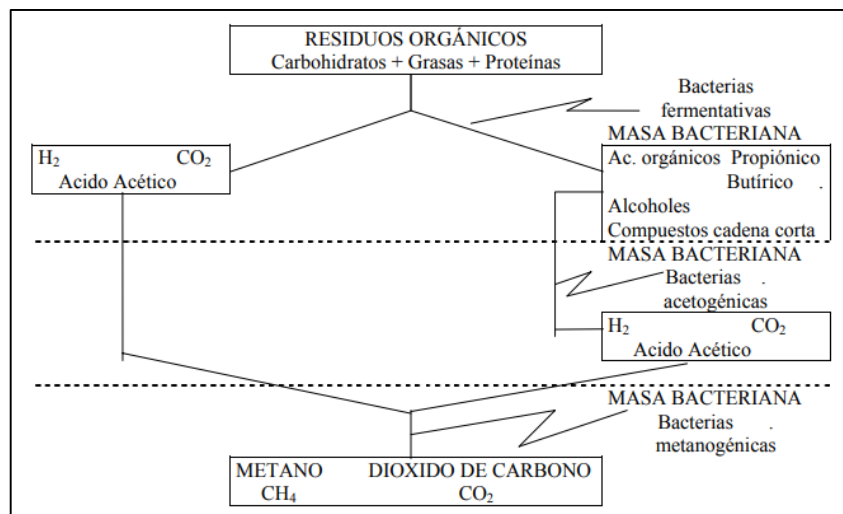 RESIDUOS ORGÁNICOS
Carbohidratos + Grasas + Proteínas
Bacterias
fermentativas
MASA BACTERIANA
H₂ CO₂
Acido Acético
Ac. orgánicos Propiónico
Butírico .
Alcoholes
Compuestos cadena corta
MASA BACTERIANA
Bacterias .
acetogénicas
H₂ CO₂
Acido Acético
MASA BACTERIANA
Bacterias .
metanogénicas
METANO DIOXIDO DE CARBONO
CH₄ CO₂